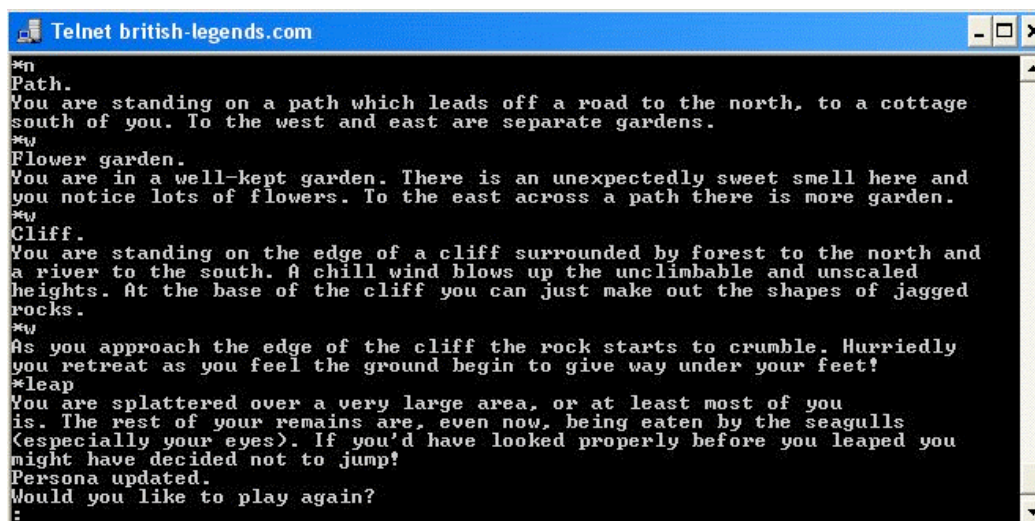 Telnet british-legends.com
*n
Path.
You are standing on a path which leads off a road to the north, to a cottage
south of you. To the west and east are separate gardens.
*w
Flower garden.
You are in a well-kept garden. There is an unexpectedly sweet smell here and
you notice lots of flowers. To the east across a path there is more garden.
*w
Cliff.
You are standing on the edge of a cliff surrounded by forest to the north and
a river to the south. A chill wind blows up the unclimbable and unscaled
heights. At the base of the cliff you can just make out the shapes of jagged
rocks.
*w
As you approach the edge of the cliff the rock starts to crumble. Hurriedly
you retreat as you feel the ground begin to give way under your feet!
*leap
You are splattered over a very large area, or at least most of you
is. The rest of your remains are, even now, being eaten by the seagulls
(especially your eyes). If you'd have looked properly before you leaped you
might have decided not to jump!
Persona updated.
Would you like to play again?
: